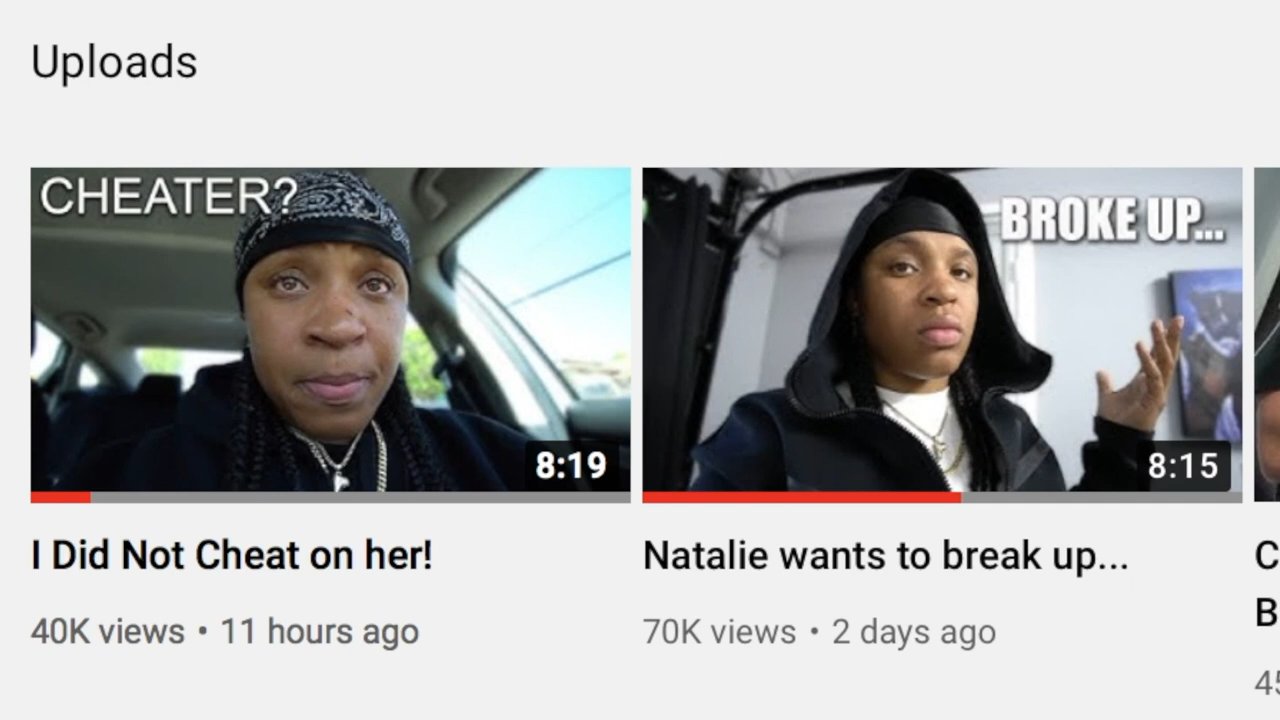 Uploads
CHEATER?
8:19
I Did Not Cheat on her!
40K views • 11 hours ago
BROKE UP...
8:15
Natalie wants to break up...
70K views • 2 days ago
C
B
45